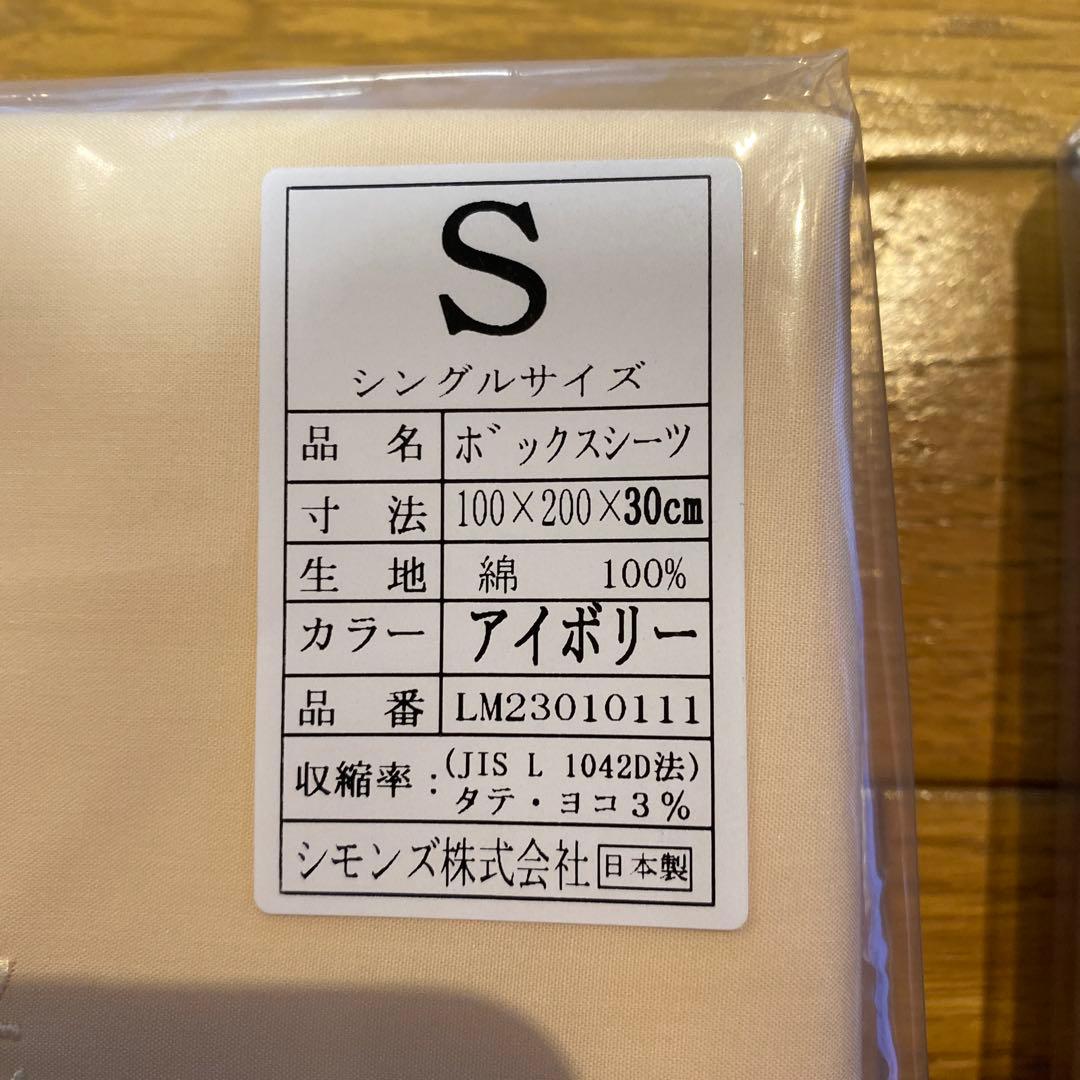 S
シングルサイズ
品名 ボックスシーツ
寸法 100×200×30cm
生地 綿 100%
カラー アイボリー
品番 LM23010111
収縮率:(JIS L 1042D法)
タテ・ヨコ3%
シモンズ株式会社 日本製